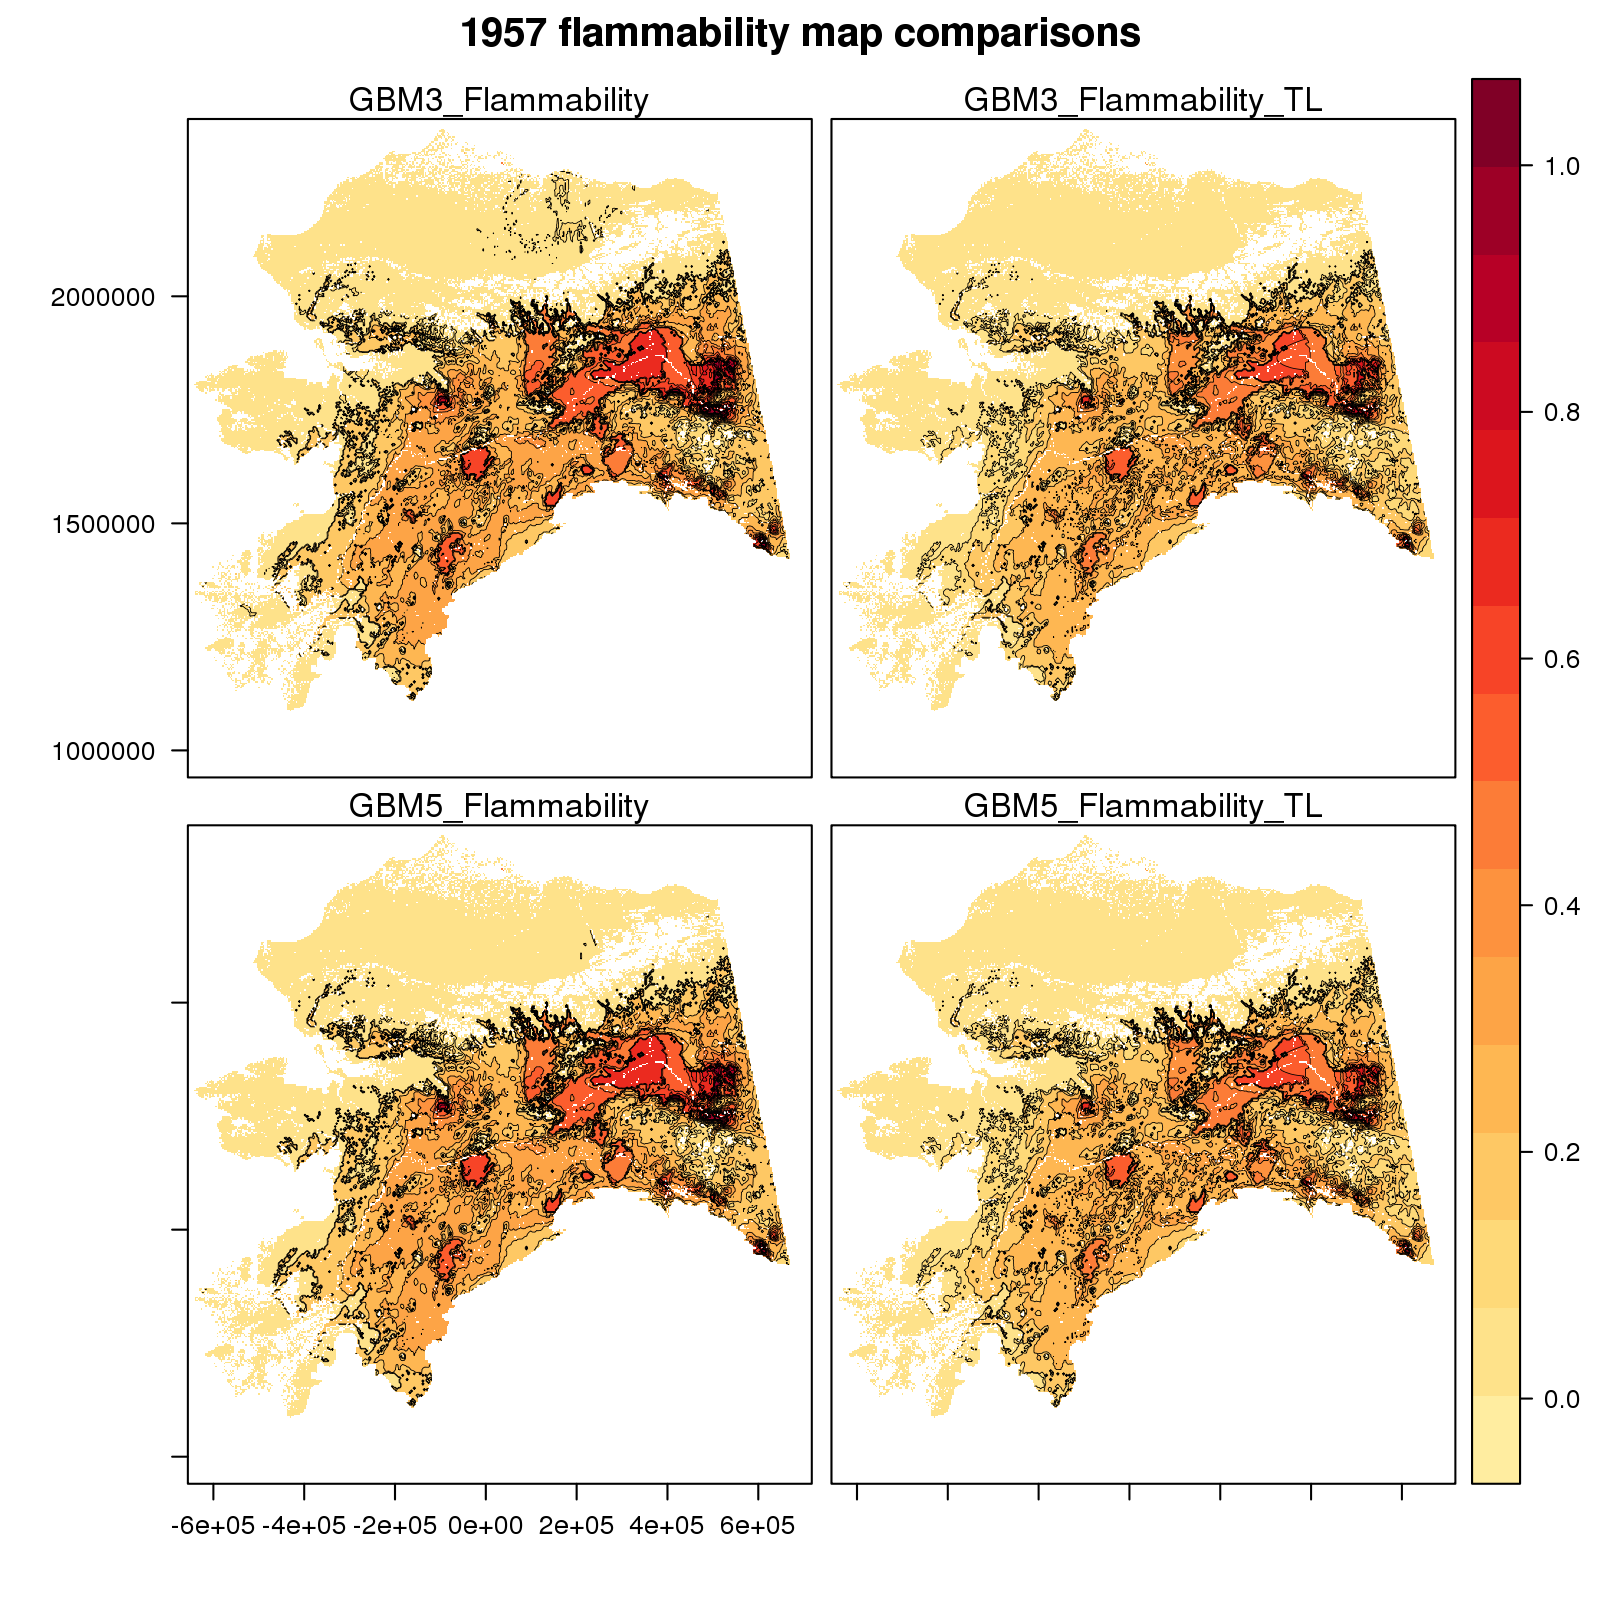 1957 flammability map comparisons
GBM3_Flammability
GBM3_Flammability_TL
2000000
1500000
1000000
GBM5_Flammability
GBM5_Flammability_TL
-6e+05 -4e+05 -2e+05 0e+00 2e+05 4e+05 6e+05
1.0
0.8
0.6
0.4
0.2
0.0